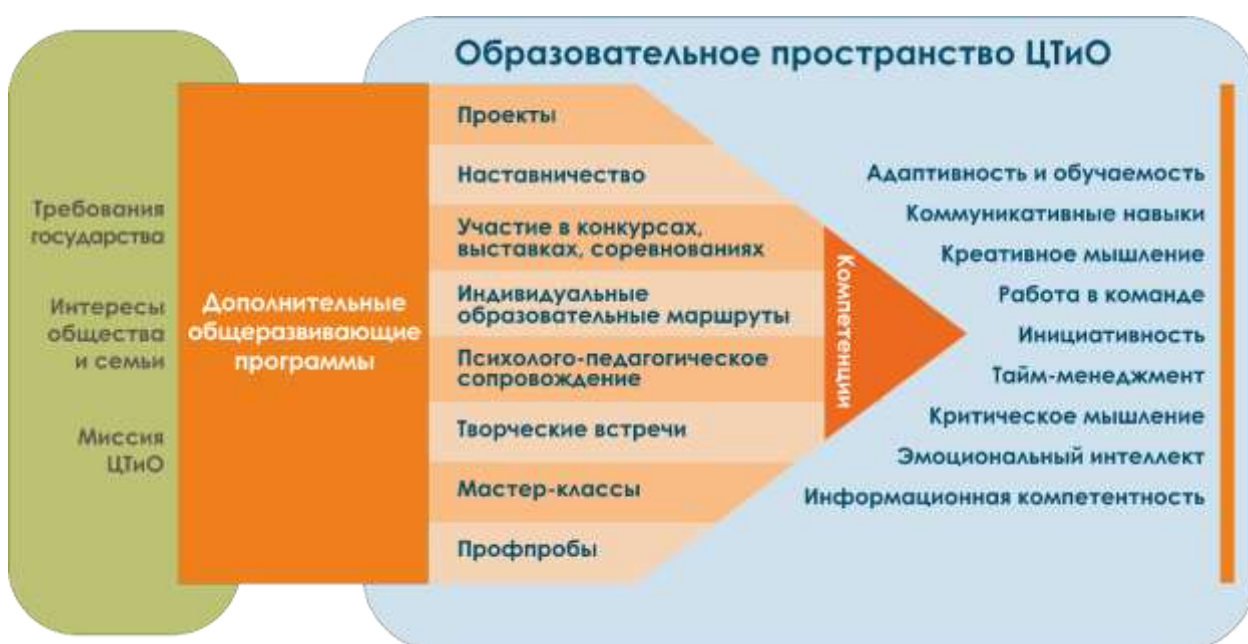 Образовательное пространство ЦТиО
Требования
государства
Интересы
общества
и семьи
Миссия
ЦТиО
Дополнительные
общеразвивающие
программы
Проекты
Наставничество
Участие в конкурсах,
выставках, соревнованиях
Индивидуальные
образовательные маршруты
Психолого-педагогическое
сопровождение
Творческие встречи
Мастер-классы
Профпробы
Компетенции
Адаптивность и обучаемость
Коммуникативные навыки
Креативное мышление
Работа в команде
Инициативность
Тайм-менеджмент
Критическое мышление
Эмоциональный интеллект
Информационная компетентность